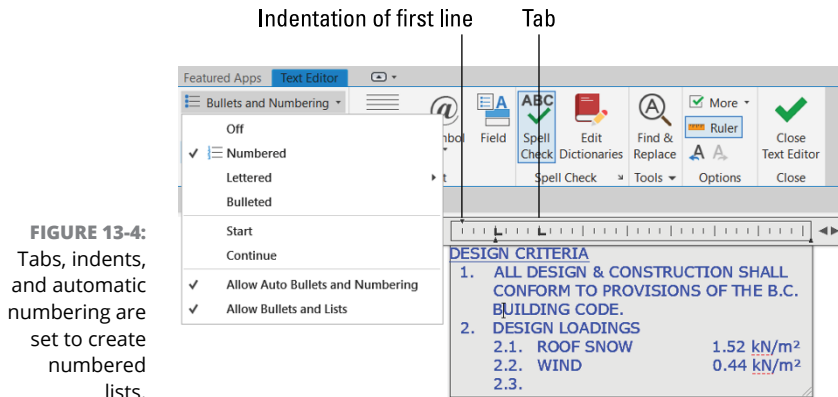 Indentation of first line Tab
Featured Apps Text Editor
Bullets and Numbering
Off
Numbered
Lettered
Bulleted
Start
Continue
Allow Auto Bullets and Numbering
Allow Bullets and Lists
@
Field
ABC
Spell
Check
Edit
Dictionaries
Spell Check
A
Find &
Replace
Tools
More
Ruler
A A
Options
Close
Text Editor
Close
DESIGN CRITERIA
1. ALL DESIGN & CONSTRUCTION SHALL
CONFORM TO PROVISIONS OF THE B.C.
BUILDING CODE.
2. DESIGN LOADINGS
2.1. ROOF SNOW 1.52 kN/m²
2.2. WIND 0.44 kN/m²
2.3.
FIGURE 13-4:
Tabs, indents,
and automatic
numbering are
set to create
numbered
lists.